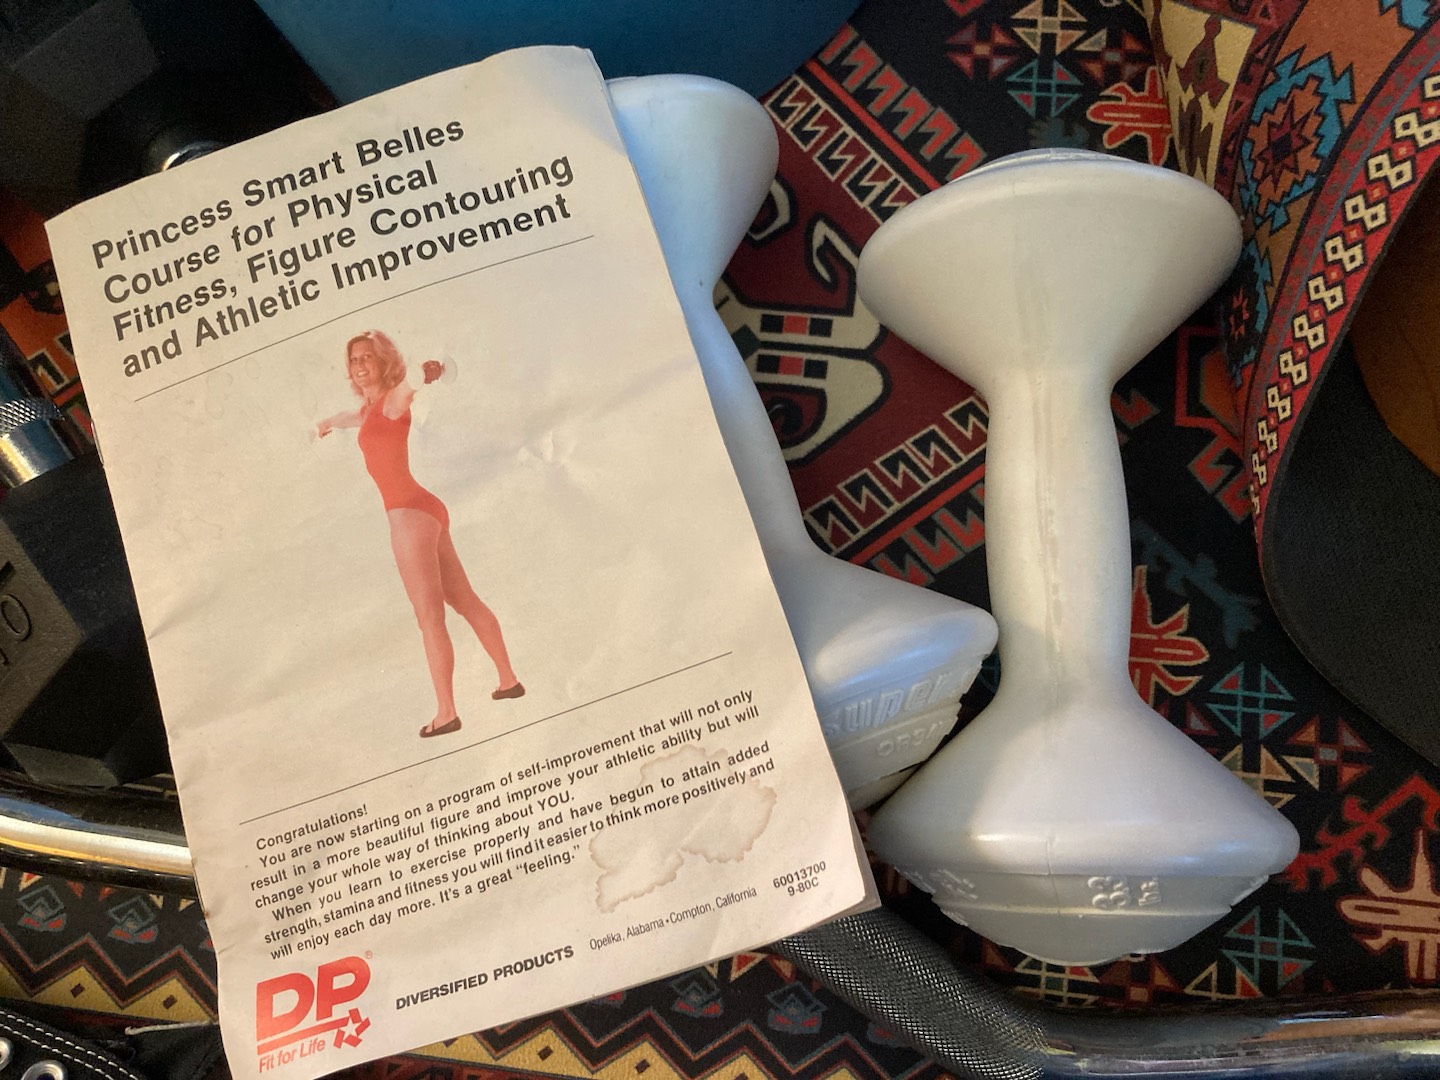 Princess Smart Belles
Course for Physical
Fitness, Figure Contouring
and Athletic Improvement
Congratulations!
You are now starting on a program of self-improvement that will not only
result in a more beautiful figure and improve your athletic ability but will
change your whole way of thinking about YOU.
When you learn to exercise properly and have begun to attain added
strength, stamina and fitness you will find it easier to think more positively and
will enjoy each day more. It's a great "feeling."
DP®
Fit for Life
DIVERSIFIED PRODUCTS
Opelika, Alabama • Compton, California
60013700
9-80C
3.3